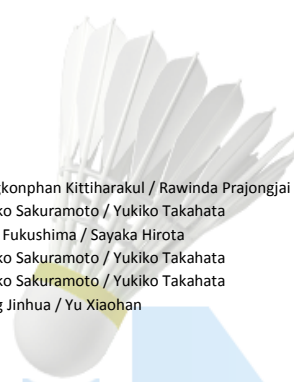 gkonphan Kittiharakul / Rawinda Prajongjai
ko Sakuramoto / Yukiko Takahata
Fukushima / Sayaka Hirota
ko Sakuramoto / Yukiko Takahata
ko Sakuramoto / Yukiko Takahata
g Jinhua / Yu Xiaohan